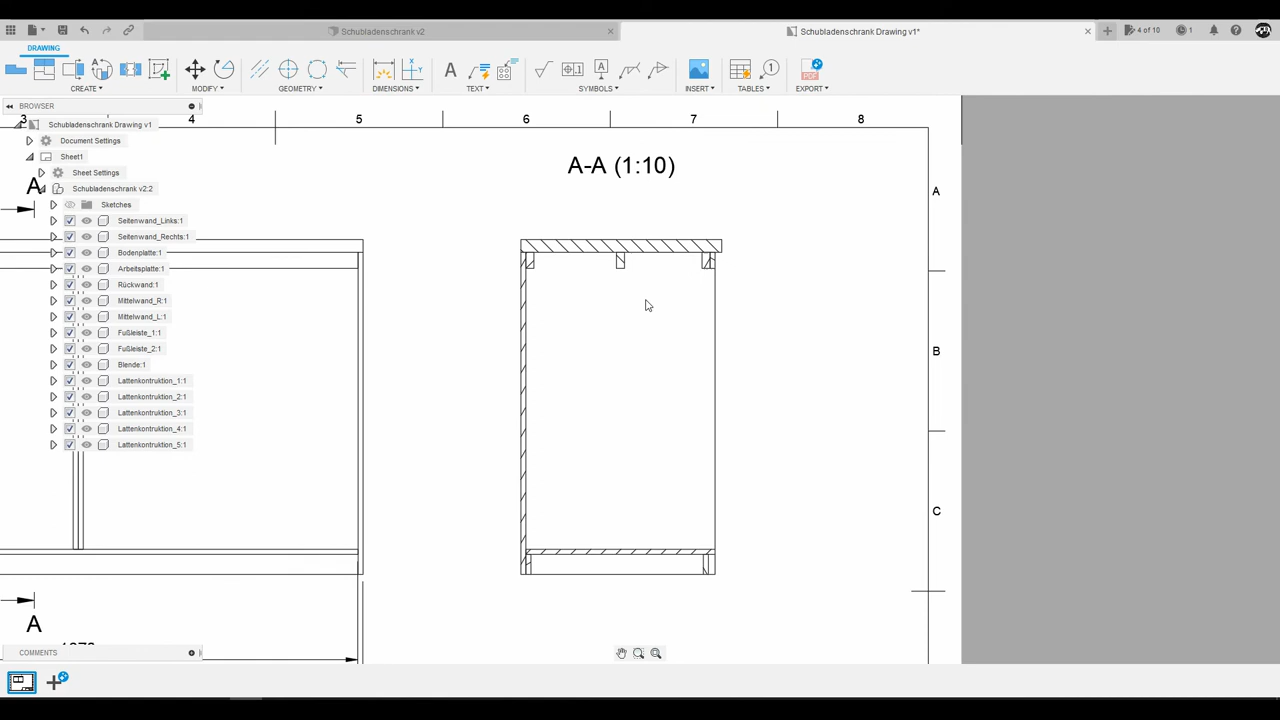 Schubladenschrank v2
Schubladenschrank Drawing v1*
4 of 10
1
DRAWING
CREATE
MODIFY
GEOMETRY
DIMENSIONS
TEXT
SYMBOLS
INSERT
TABLES
EXPORT
BROWSER
Schubladenschrank Drawing v1
Document Settings
Sheet1
Sheet Settings
Schubladenschrank v2:2
Sketches
Seitenwand_Links:1
Seitenwand_Rechts:1
Bodenplatte:1
Arbeitsplatte:1
Rückwand:1
Mittelwand_R:1
Mittelwand_L:1
Fußleiste_1:1
Fußleiste_2:1
Blende:1
Lattenkontruktion_1:1
Lattenkontruktion_2:1
Lattenkontruktion_3:1
Lattenkontruktion_4:1
Lattenkontruktion_5:1
3 4 5 6 7 8
A-A (1:10)
A
A
A
B
C
COMMENTS